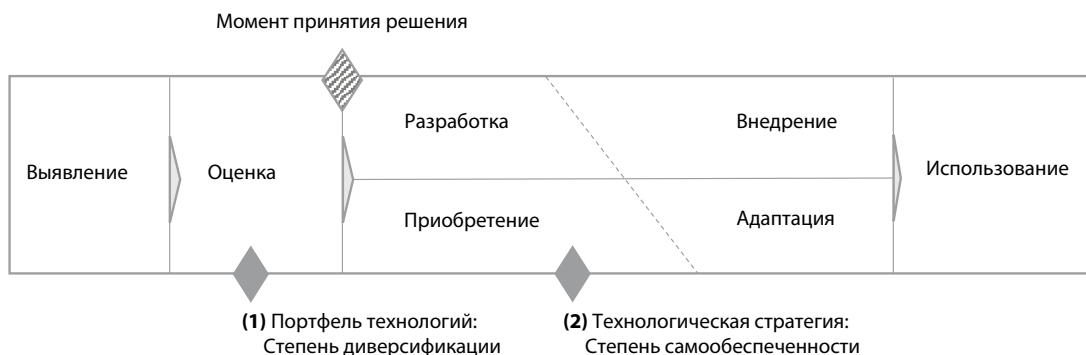 Момент принятия решения
Разработка
Внедрение
Выявление
Оценка
Использование
Приобретение
Адаптация
(1) Портфель технологий:
Степень диверсификации
(2) Технологическая стратегия:
Степень самообеспеченности